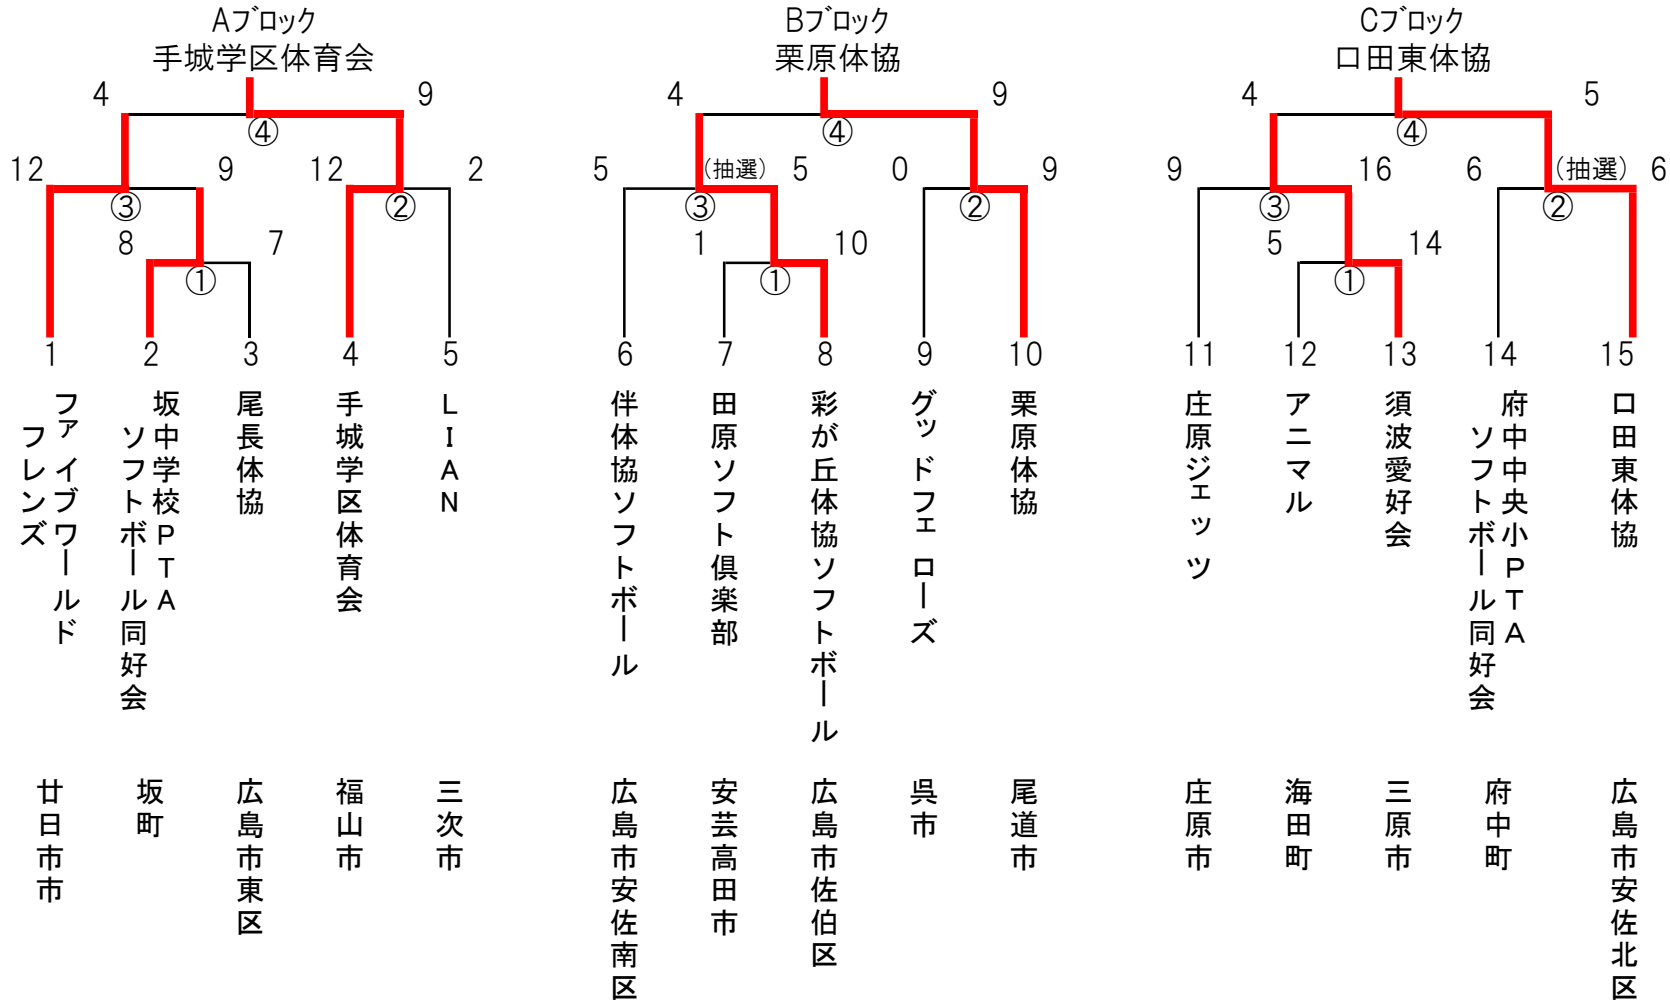 Aブロック
手城学区体育会
4
9
④
12
9
12
2
③
②
8
7
①
1
2
3
4
5
ファイブワールド
フレンズ
坂中学校PTA
ソフトボール同好会
尾長体協
手城学区体育会
LIAN
廿日市市
坂町
広島市東区
福山市
三次市
Bブロック
栗原体協
4
9
④
5
(抽選)
5
0
9
③
②
1
10
①
6
7
8
9
10
伴体協ソフトボール
田原ソフト倶楽部
彩が丘体協ソフトボール
グッドフェローズ
栗原体協
広島市安佐南区
安芸高田市
広島市佐伯区
呉市
尾道市
Cブロック
口田東体協
4
5
④
9
16
6
(抽選)
6
③
②
5
14
①
11
12
13
14
15
庄原ジェッツ
アニマル
須波愛好会
府中中央小PTA
ソフトボール同好会
口田東体協
庄原市
海田町
三原市
府中町
広島市安佐北区